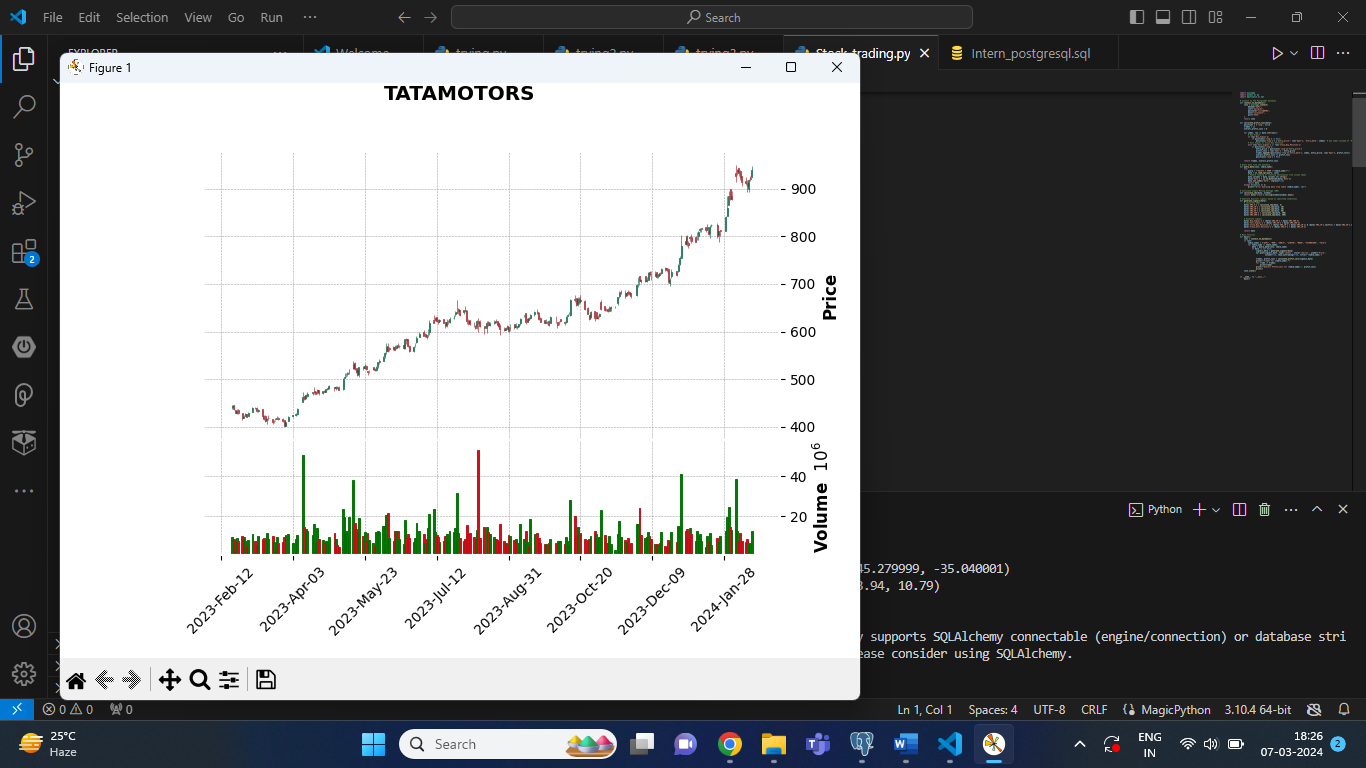 File Edit Selection View Go Run ···
Search
EXPLORER
Welcome trying.py trying2.py trying3.py Stock_trading.py Intern_postgresql.sql
Figure 1
TATAMOTORS
900
800
700
600
500
400
Price
40
20
Volume 10^6
2023-Feb-12
2023-Apr-03
2023-May-23
2023-Jul-12
2023-Aug-31
2023-Oct-20
2023-Dec-09
2024-Jan-28
2
Python
45.279999, -35.040001)
.94, 10.79)
y supports SQLAlchemy connectable (engine/connection) or database stri
ease consider using SQLAlchemy.
0 0 0 Ln 1, Col 1 Spaces: 4 UTF-8 CRLF MagicPython 3.10.4 64-bit
25°C
Haze
Search
ENG
IN
18:26
07-03-2024
2